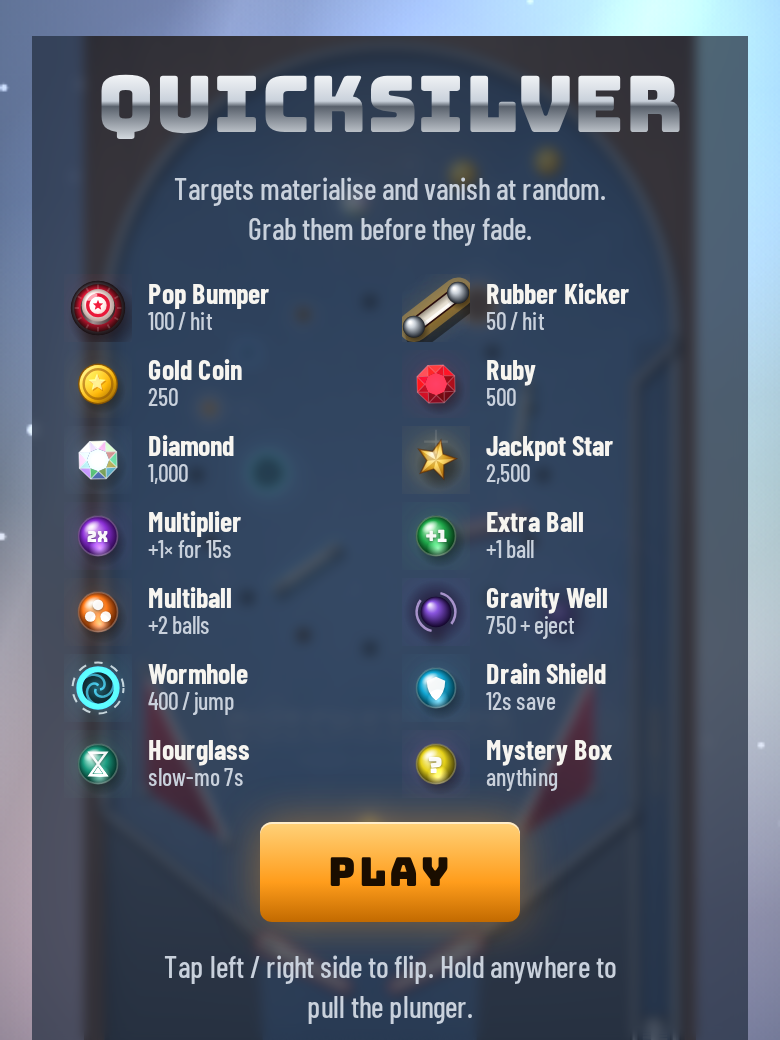 QUICKSILVER
Targets materialise and vanish at random.
Grab them before they fade.
Pop Bumper
100 / hit
Rubber Kicker
50 / hit
Gold Coin
250
Ruby
500
Diamond
1,000
Jackpot Star
2,500
2X
Multiplier
+1× for 15s
+1
Extra Ball
+1 ball
Multiball
+2 balls
Gravity Well
750 + eject
Wormhole
400 / jump
Drain Shield
12s save
Hourglass
slow-mo 7s
?
Mystery Box
anything
PLAY
Tap left / right side to flip. Hold anywhere to
pull the plunger.